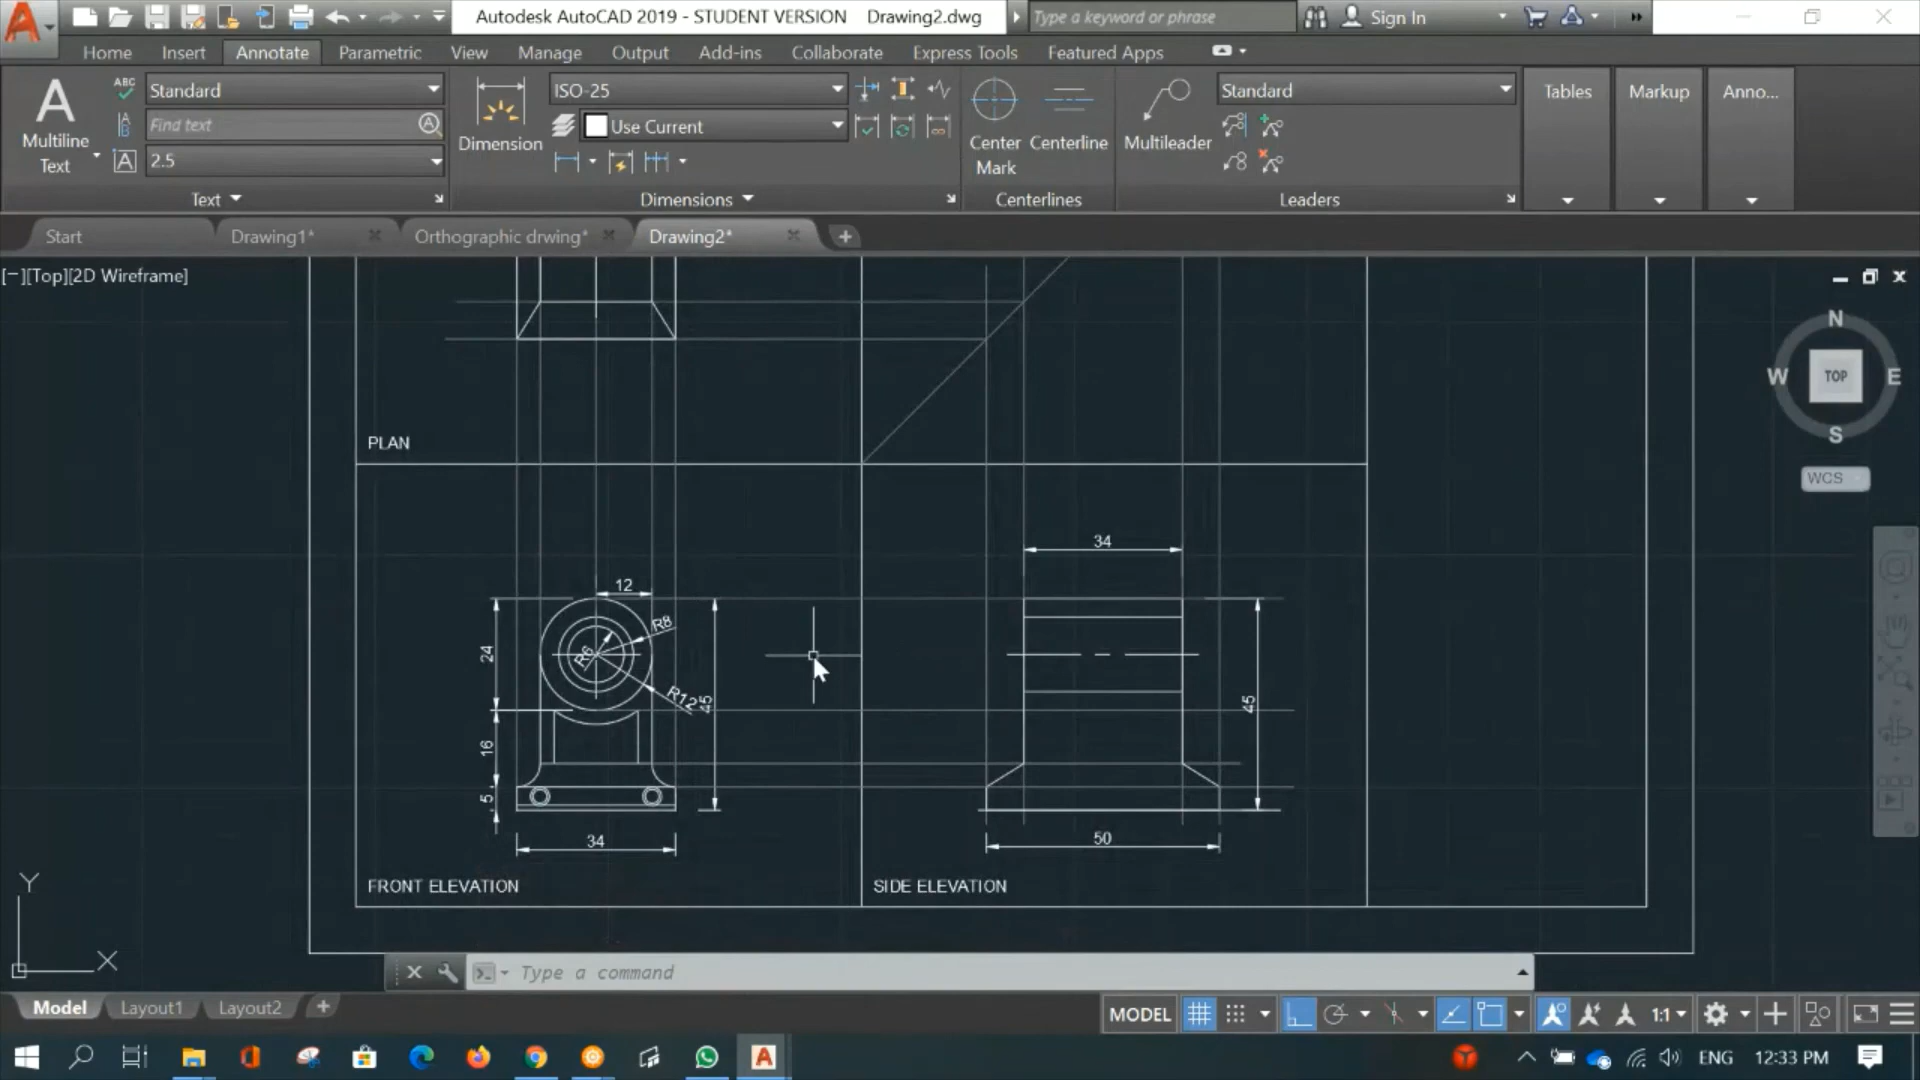 Autodesk AutoCAD 2019 - STUDENT VERSION Drawing2.dwg
Type a keyword or phrase
Sign In
Home Insert Annotate Parametric View Manage Output Add-ins Collaborate Express Tools Featured Apps
Multiline
Text
ABC
Standard
Find text
2.5
Text
Dimension
ISO-25
Use Current
Dimensions
Center
Mark
Centerline
Centerlines
Multileader
Standard
Leaders
Tables
Markup
Anno...
Start
Drawing1*
Orthographic drwing*
Drawing2*
[−][Top][2D Wireframe]
N
W TOP E
S
WCS
PLAN
34
12
R8
24
R6
R12
45
45
16
5
34
50
FRONT ELEVATION
SIDE ELEVATION
Y
X
Type a command
Model Layout1 Layout2
MODEL
1:1
ENG
12:33 PM